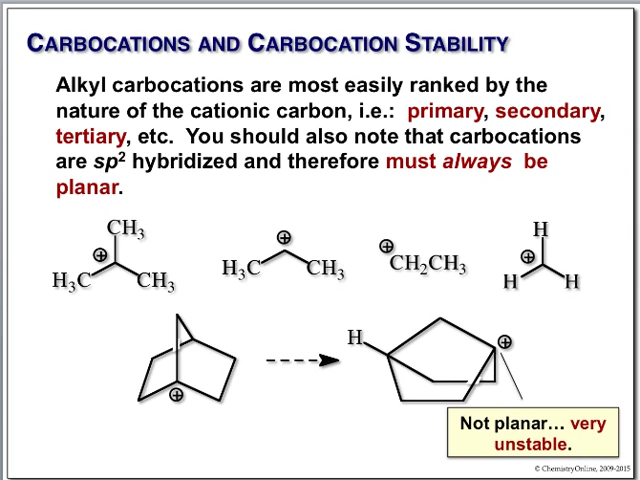 CARBOCATIONS AND CARBOCATION STABILITY
Alkyl carbocations are most easily ranked by the
nature of the cationic carbon, i.e.: primary, secondary,
tertiary, etc. You should also note that carbocations
are sp² hybridized and therefore must always be
planar.
CH₃
⊕
H₃C CH₃
⊕
H₃C CH₃
⊕
CH₂CH₃
H
⊕
H H
⊕
H
⊕
Not planar... very
unstable.
© ChemistryOnline, 2009-2015